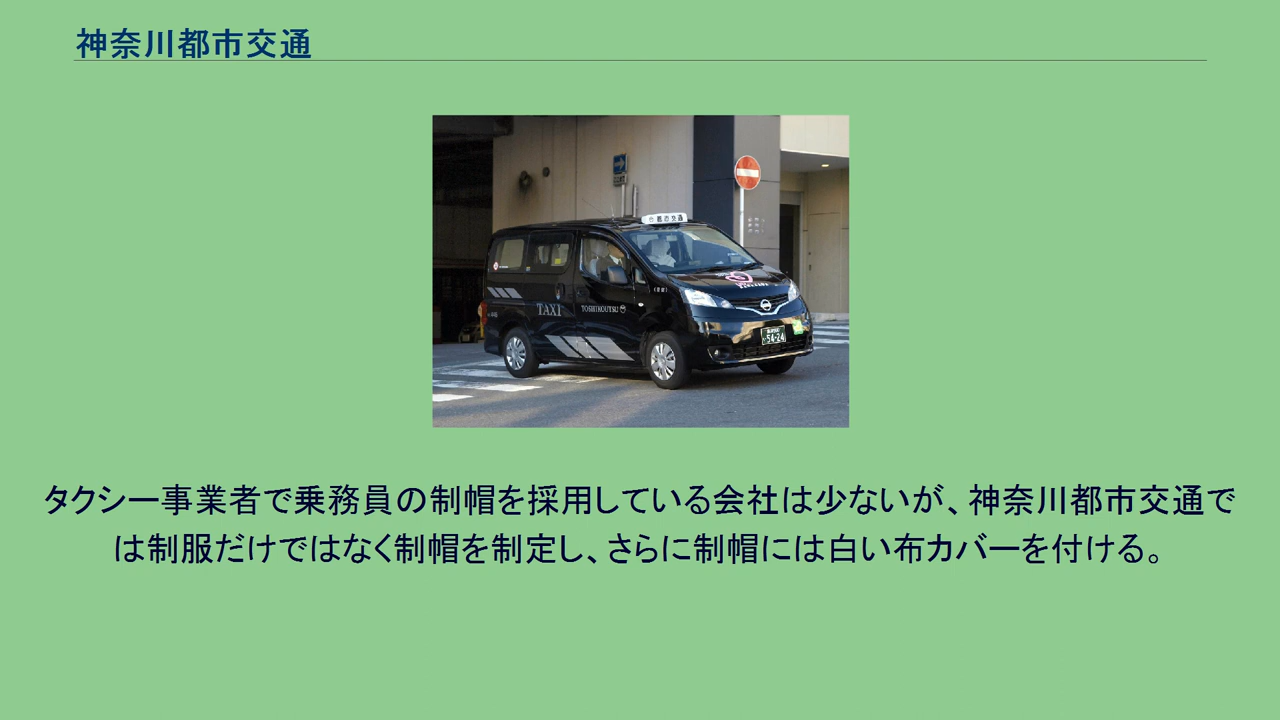 神奈川都市交通
TAXI
54-24
タクシー事業者で乗務員の制帽を採用している会社は少ないが、神奈川都市交通で
は制服だけではなく制帽を制定し、さらに制帽には白い布カバーを付ける。